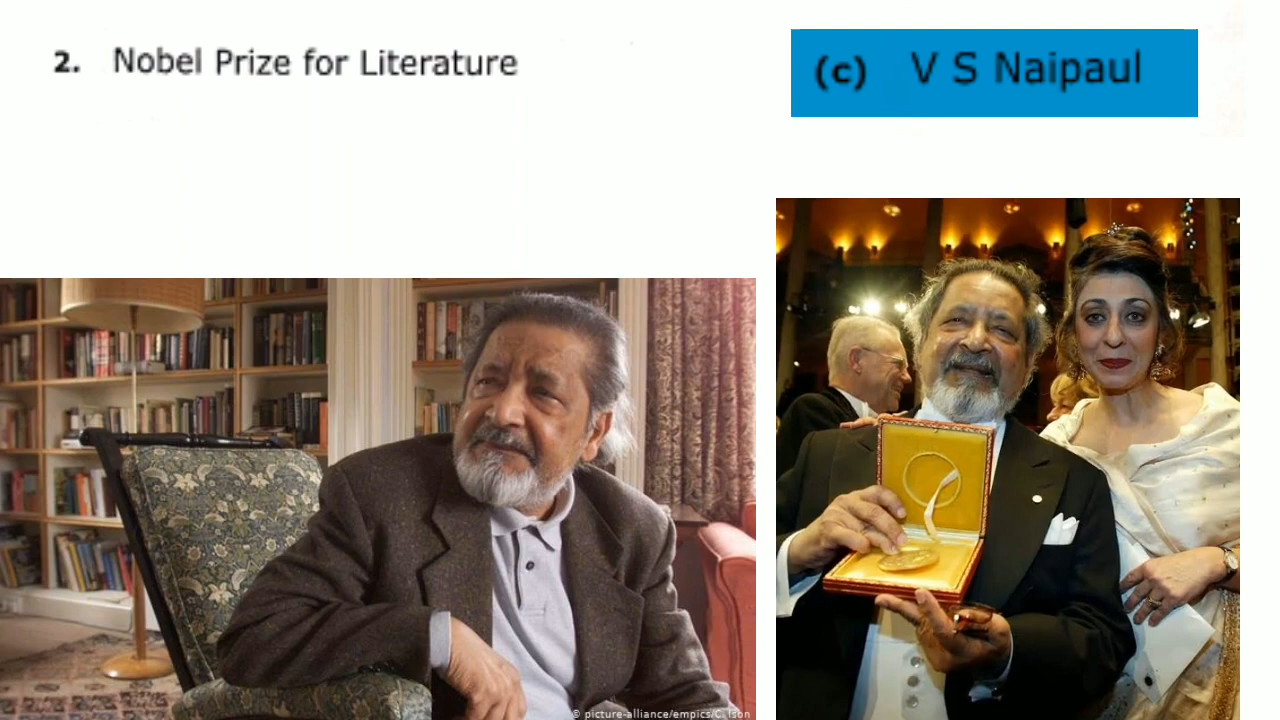 2. Nobel Prize for Literature
(c) V S Naipaul
© picture-alliance/empics/C. Ison